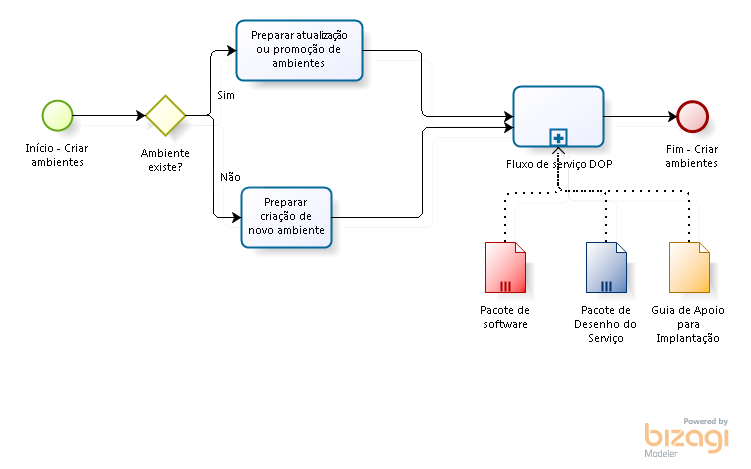 Preparar atualização
ou promoção de
ambientes
Sim
Início - Criar
ambientes
Ambiente
existe?
Não
Preparar
criação de
novo ambiente
Fluxo de serviço DOP
Fim - Criar
ambientes
Pacote de
software
Pacote de
Desenho do
Serviço
Guia de Apoio
para
Implantação
Powered by
bizagi
Modeler